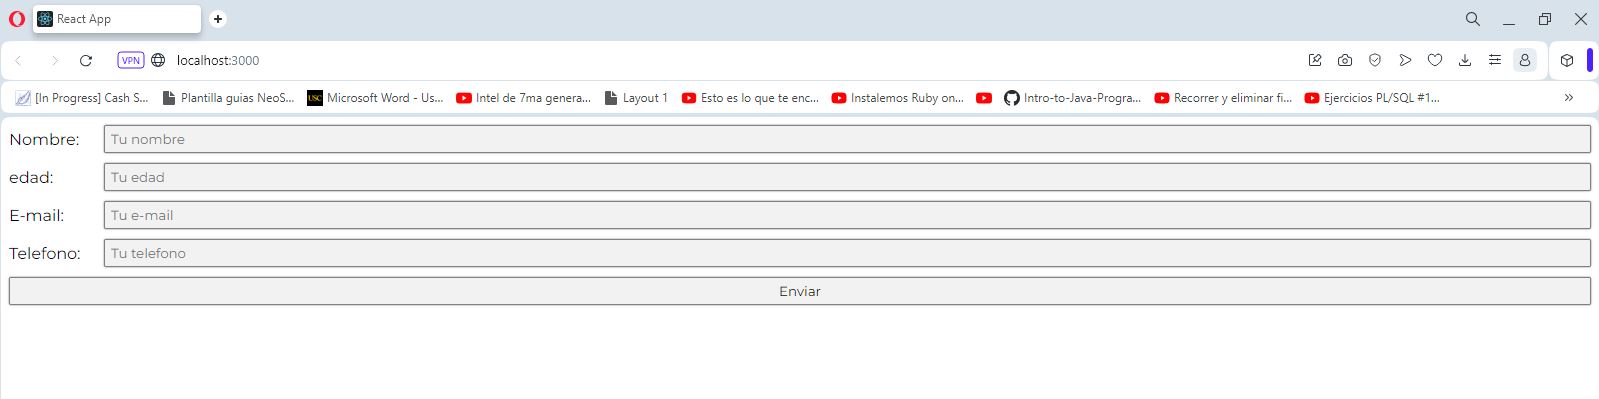 React App
VPN localhost:3000
[In Progress] Cash S... Plantilla guias NeoS... USC Microsoft Word - Us... Intel de 7ma genera... Layout 1 Esto es lo que te enc... Instalemos Ruby on... Intro-to-Java-Progra... Recorrer y eliminar fi... Ejercicios PL/SQL #1...
Nombre: Tu nombre
edad: Tu edad
E-mail: Tu e-mail
Telefono: Tu telefono
Enviar